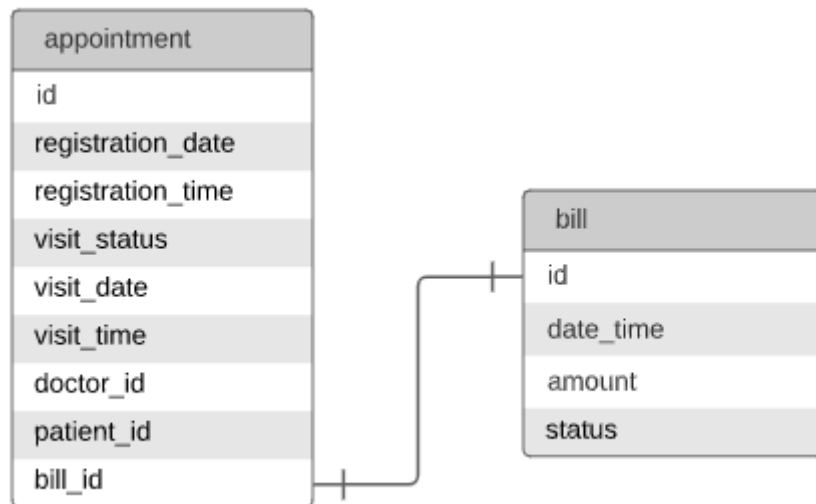 appointment
id
registration_date
registration_time
visit_status
visit_date
visit_time
doctor_id
patient_id
bill_id
bill
id
date_time
amount
status